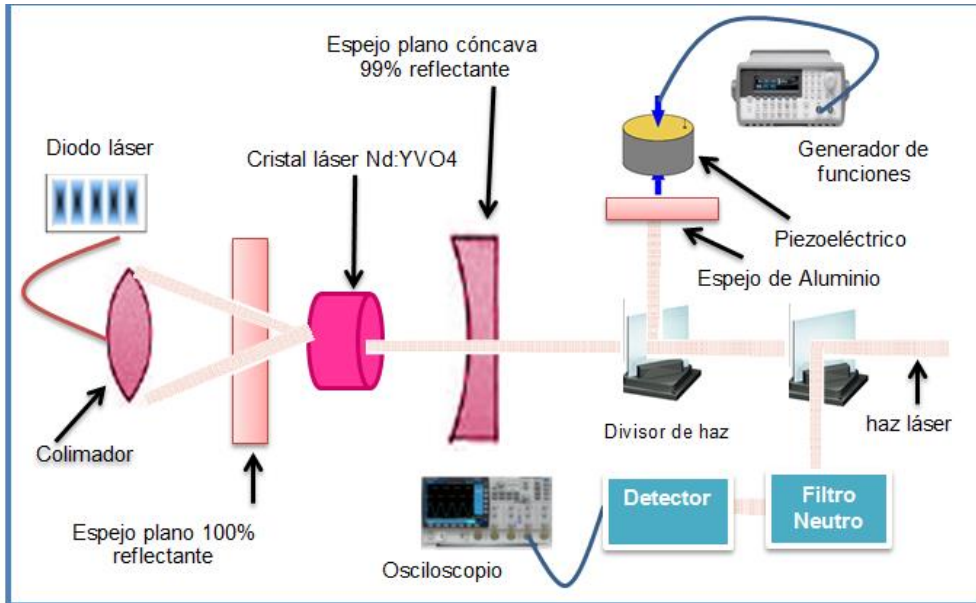 Espejo plano cóncava
99% reflectante
Diodo láser
Cristal láser Nd:YVO4
Generador de
funciones
Piezoeléctrico
Espejo de Aluminio
Colimador
Divisor de haz
haz láser
Espejo plano 100%
reflectante
Osciloscopio
Detector
Filtro
Neutro